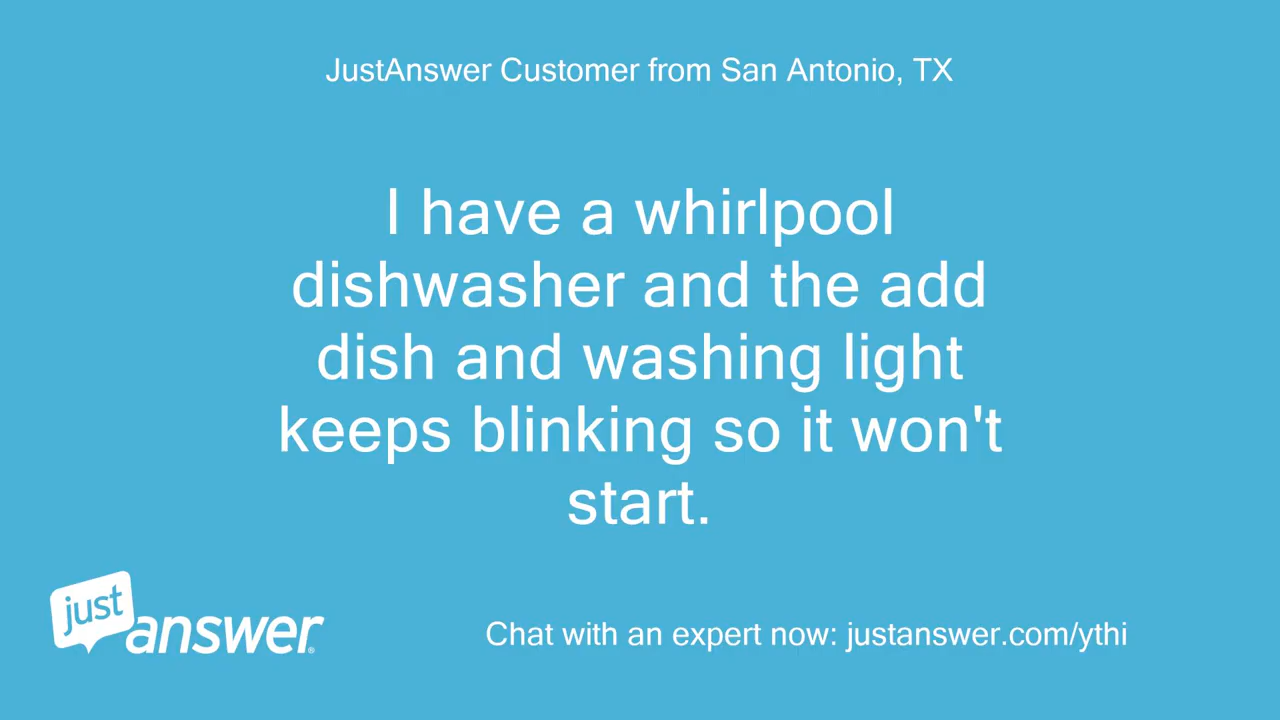 JustAnswer Customer from San Antonio, TX
I have a whirlpool
dishwasher and the add
dish and washing light
keeps blinking so it won't
start.
just
answer®
Chat with an expert now: justanswer.com/ythi